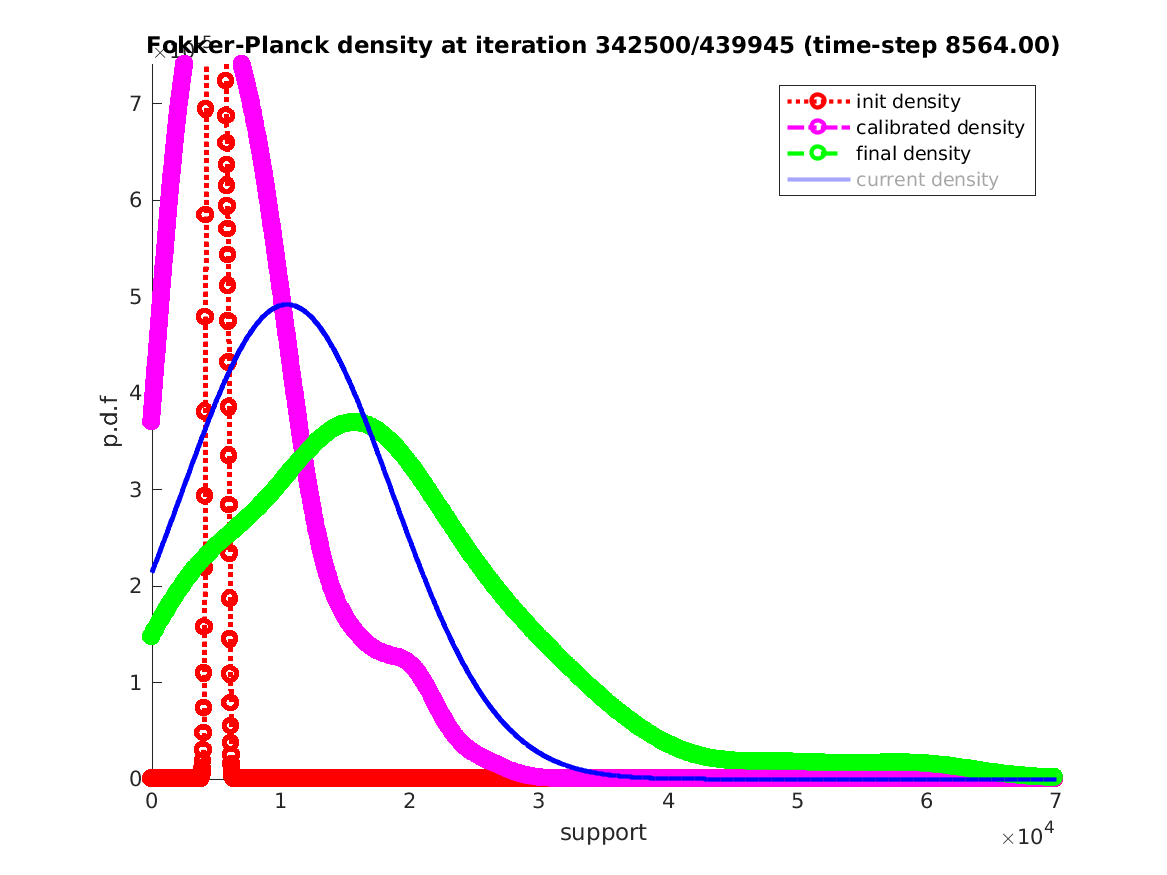 Fokker-Planck density at iteration 342500/439945 (time-step 8564.00)
init density
calibrated density
final density
current density
7
6
5
4
3
2
1
0
p.d.f
0 1 2 3 4 5 6 7
support
×10^4